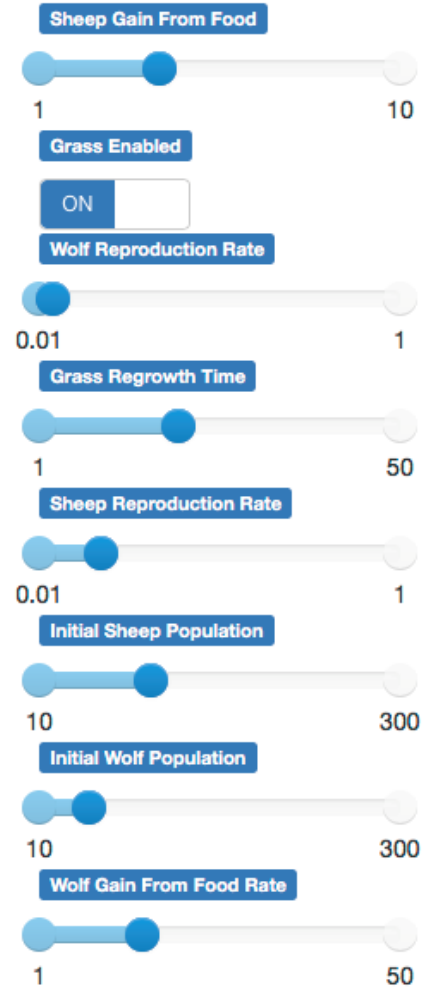 Sheep Gain From Food
1 10
Grass Enabled
ON
Wolf Reproduction Rate
0.01 1
Grass Regrowth Time
1 50
Sheep Reproduction Rate
0.01 1
Initial Sheep Population
10 300
Initial Wolf Population
10 300
Wolf Gain From Food Rate
1 50